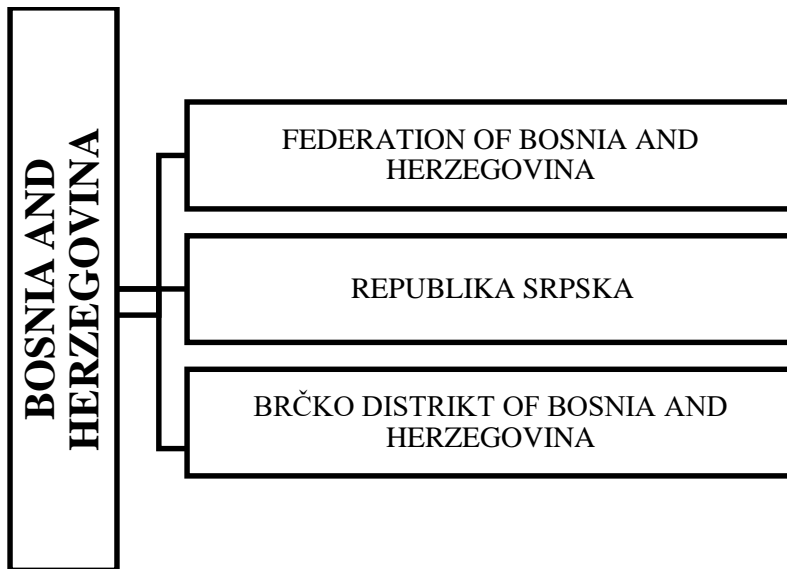 BOSNIA AND
HERZEGOVINA
FEDERATION OF BOSNIA AND
HERZEGOVINA
REPUBLIKA SRPSKA
BRČKO DISTRIKT OF BOSNIA AND
HERZEGOVINA